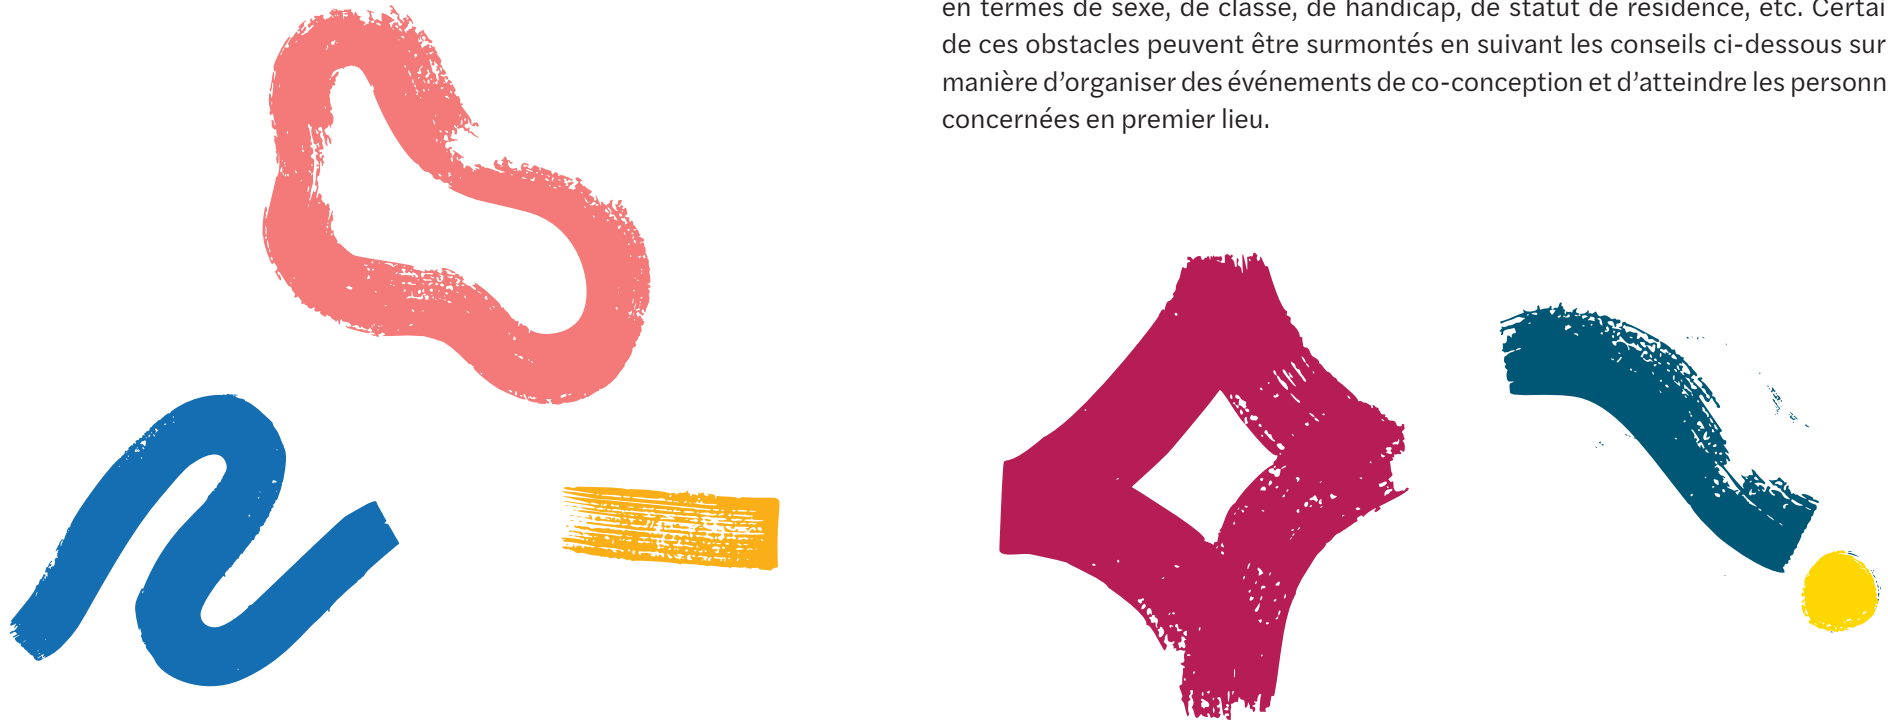 en termes de sexe, de classe, de handicap, de statut de résidence, etc. Certai
de ces obstacles peuvent être surmontés en suivant les conseils ci-dessous sur
manière d’organiser des événements de co-conception et d’atteindre les personn
concernées en premier lieu.